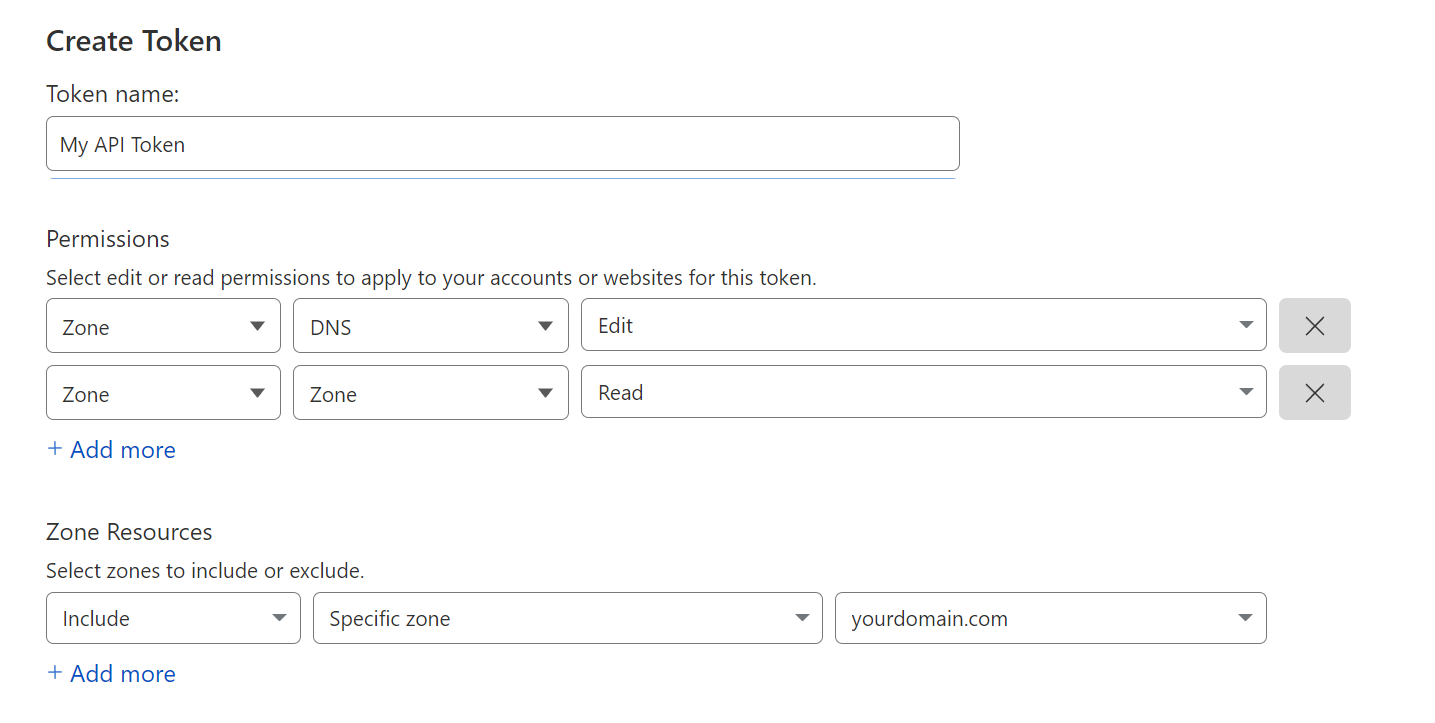 Create Token
Token name:
My API Token
Permissions
Select edit or read permissions to apply to your accounts or websites for this token.
Zone DNS Edit
Zone Zone Read
+ Add more
Zone Resources
Select zones to include or exclude.
Include Specific zone yourdomain.com
+ Add more